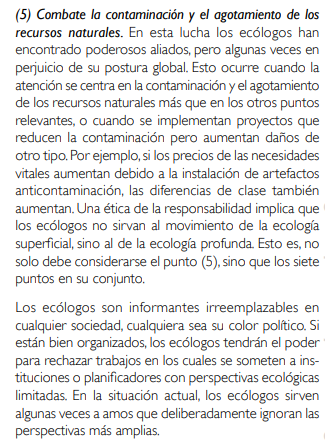 (5) Combate la contaminación y el agotamiento de los
recursos naturales. En esta lucha los ecólogos han
encontrado poderosos aliados, pero algunas veces en
perjuicio de su postura global. Esto ocurre cuando la
atención se centra en la contaminación y el agotamiento
de los recursos naturales más que en los otros puntos
relevantes, o cuando se implementan proyectos que
reducen la contaminación pero aumentan daños de
otro tipo. Por ejemplo, si los precios de las necesidades
vitales aumentan debido a la instalación de artefactos
anticontaminación, las diferencias de clase también
aumentan. Una ética de la responsabilidad implica que
los ecólogos no sirvan al movimiento de la ecología
superficial, sino al de la ecología profunda. Esto es, no
solo debe considerarse el punto (5), sino que los siete
puntos en su conjunto.
Los ecólogos son informantes irreemplazables en
cualquier sociedad, cualquiera sea su color político. Si
están bien organizados, los ecólogos tendrán el poder
para rechazar trabajos en los cuales se someten a ins-
tituciones o planificadores con perspectivas ecológicas
limitadas. En la situación actual, los ecólogos sirven
algunas veces a amos que deliberadamente ignoran las
perspectivas más amplias.